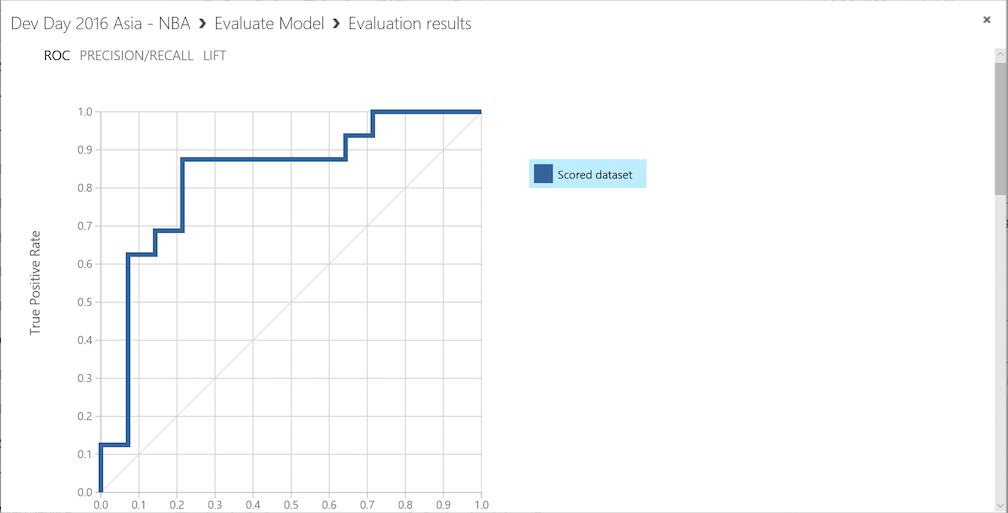 Dev Day 2016 Asia - NBA › Evaluate Model › Evaluation results
ROC PRECISION/RECALL LIFT
1.0
0.9
0.8
0.7
0.6
0.5
0.4
0.3
0.2
0.1
0.0
True Positive Rate
0.0 0.1 0.2 0.3 0.4 0.5 0.6 0.7 0.8 0.9 1.0
Scored dataset